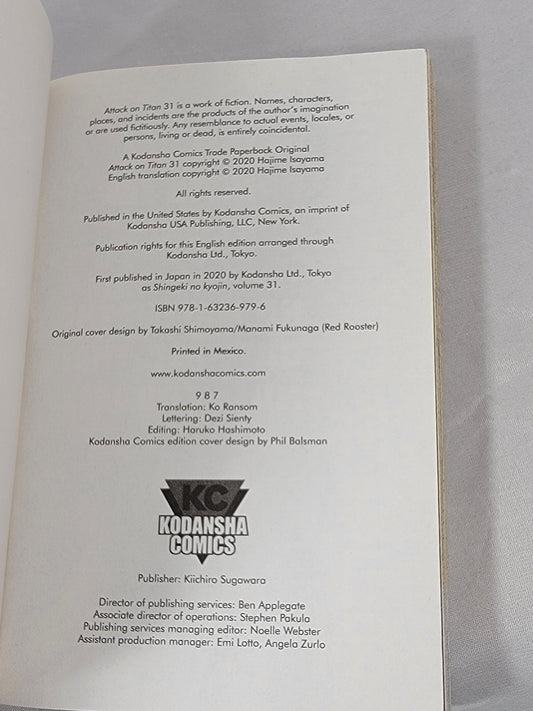 Attack on Titan 31 is a work of fiction. Names, characters,
places, and incidents are the products of the author's imagination
or are used fictitiously. Any resemblance to actual events, locales, or
persons, living or dead, is entirely coincidental.
A Kodansha Comics Trade Paperback Original
Attack on Titan 31 copyright © 2020 Hajime Isayama
English translation copyright © 2020 Hajime Isayama
All rights reserved.
Published in the United States by Kodansha Comics, an imprint of
Kodansha USA Publishing, LLC, New York.
Publication rights for this English edition arranged through
Kodansha Ltd., Tokyo.
First published in Japan in 2020 by Kodansha Ltd., Tokyo
as Shingeki no kyojin, volume 31.
ISBN 978-1-63236-979-6
Original cover design by Takashi Shimoyama/Manami Fukunaga (Red Rooster)
Printed in Mexico.
www.kodanshacomics.com
9 8 7
Translation: Ko Ransom
Lettering: Dezi Sienty
Editing: Haruko Hashimoto
Kodansha Comics edition cover design by Phil Balsman
KC
KODANSHA
COMICS
Publisher: Kiichiro Sugawara
Director of publishing services: Ben Applegate
Associate director of operations: Stephen Pakula
Publishing services managing editor: Noelle Webster
Assistant production manager: Emi Lotto, Angela Zurlo